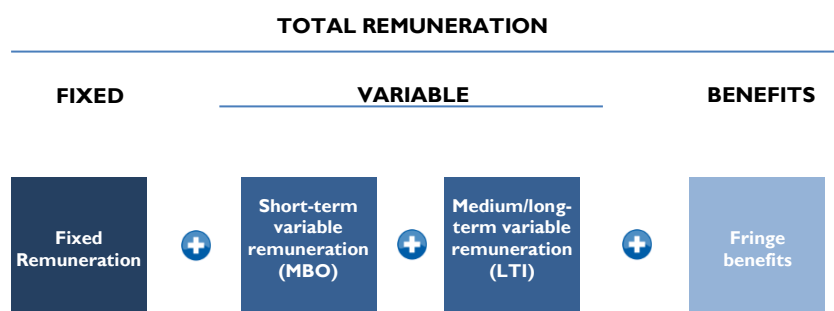 TOTAL REMUNERATION
FIXED
VARIABLE
BENEFITS
Fixed
Remuneration
Short-term
variable
remuneration
(MBO)
Medium/long-
term variable
remuneration
(LTI)
Fringe
benefits